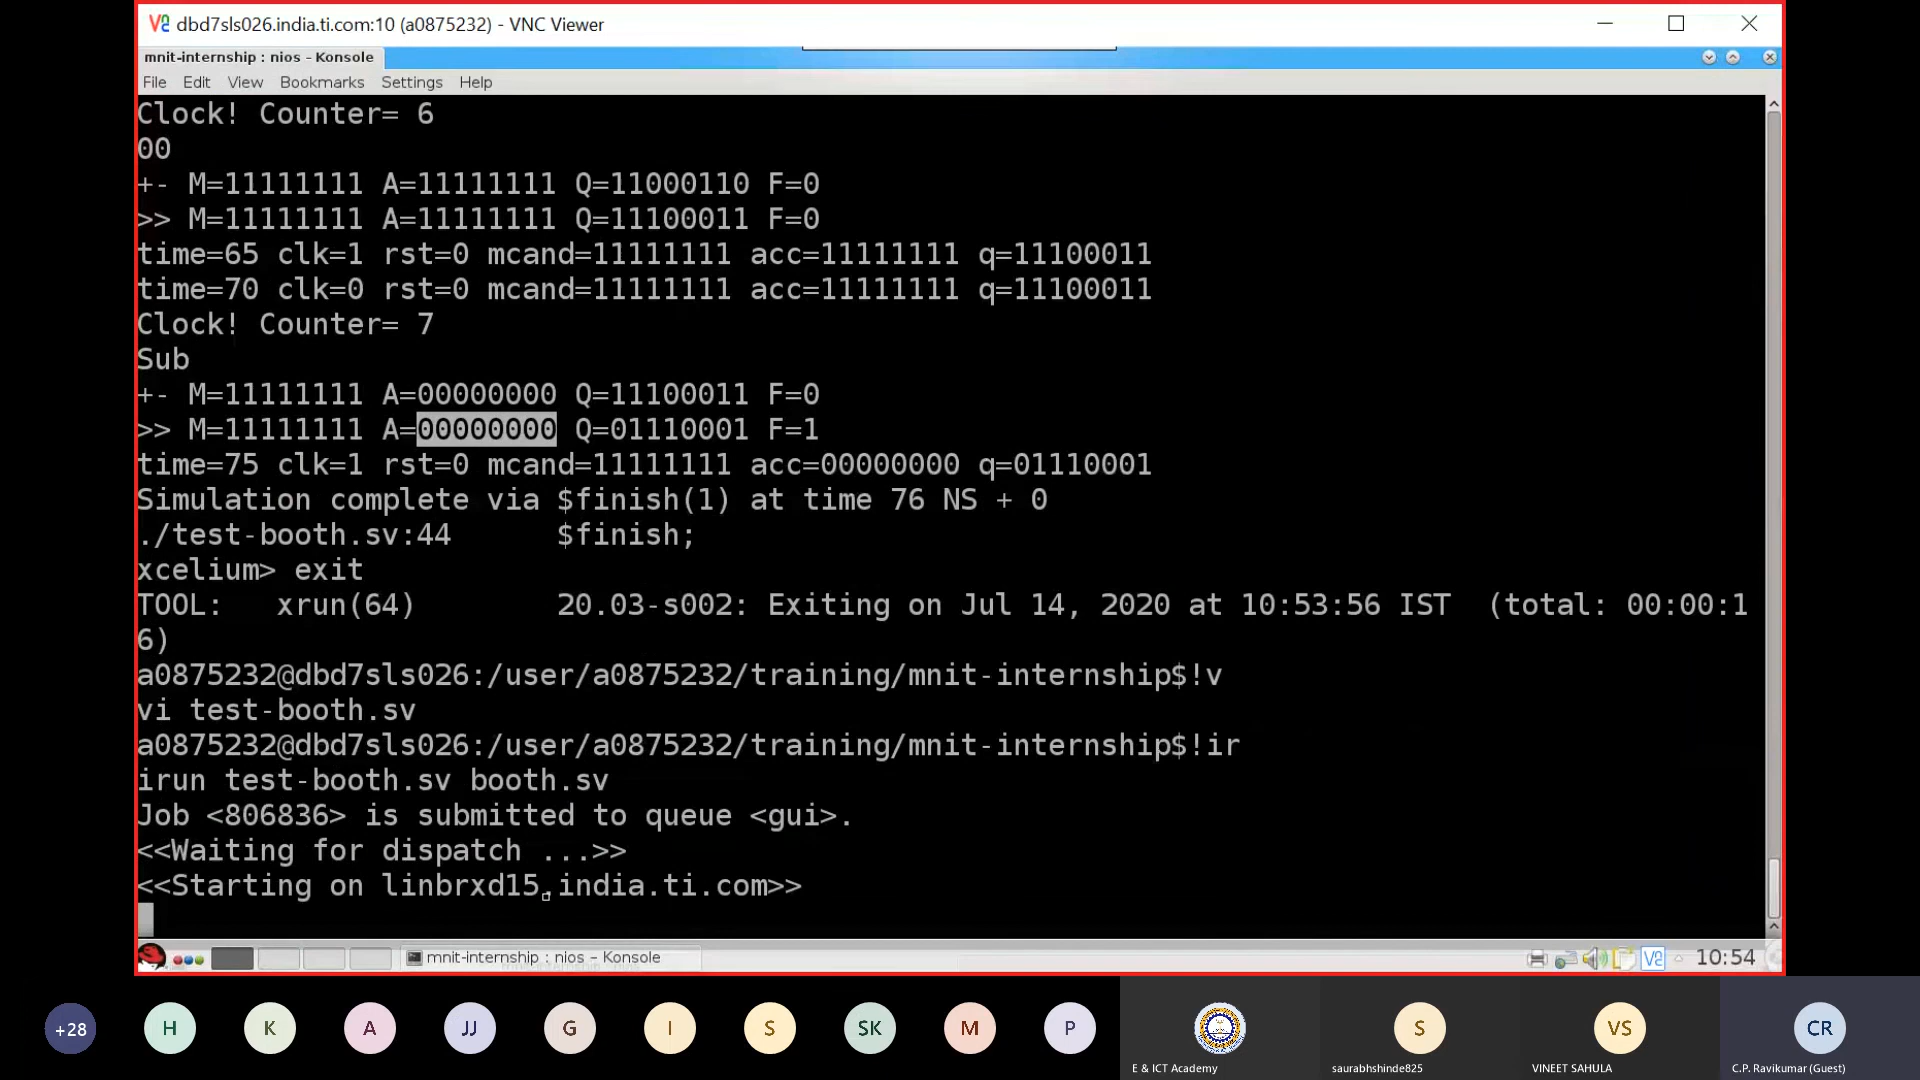 dbd7sls026.india.ti.com:10 (a0875232) - VNC Viewer
mnit-internship : nios - Konsole
File Edit View Bookmarks Settings Help
Clock! Counter= 6
00
+- M=11111111 A=11111111 Q=11000110 F=0
>> M=11111111 A=11111111 Q=11100011 F=0
time=65 clk=1 rst=0 mcand=11111111 acc=11111111 q=11100011
time=70 clk=0 rst=0 mcand=11111111 acc=11111111 q=11100011
Clock! Counter= 7
Sub
+- M=11111111 A=00000000 Q=11100011 F=0
>> M=11111111 A=00000000 Q=01110001 F=1
time=75 clk=1 rst=0 mcand=11111111 acc=00000000 q=01110001
Simulation complete via $finish(1) at time 76 NS + 0
./test-booth.sv:44 $finish;
xcelium> exit
TOOL: xrun(64) 20.03-s002: Exiting on Jul 14, 2020 at 10:53:56 IST (total: 00:00:1
6)
a0875232@dbd7sls026:/user/a0875232/training/mnit-internship$!v
vi test-booth.sv
a0875232@dbd7sls026:/user/a0875232/training/mnit-internship$!ir
irun test-booth.sv booth.sv
Job <806836> is submitted to queue <gui>.
<<Waiting for dispatch ...>>
<<Starting on linbrxd15.india.ti.com>>
mnit-internship : nios - Konsole
10:54
+28 H K A JJ G I S SK M P S VS CR
E & ICT Academy saurabhshinde825 VINEET SAHULA C.P. Ravikumar (Guest)